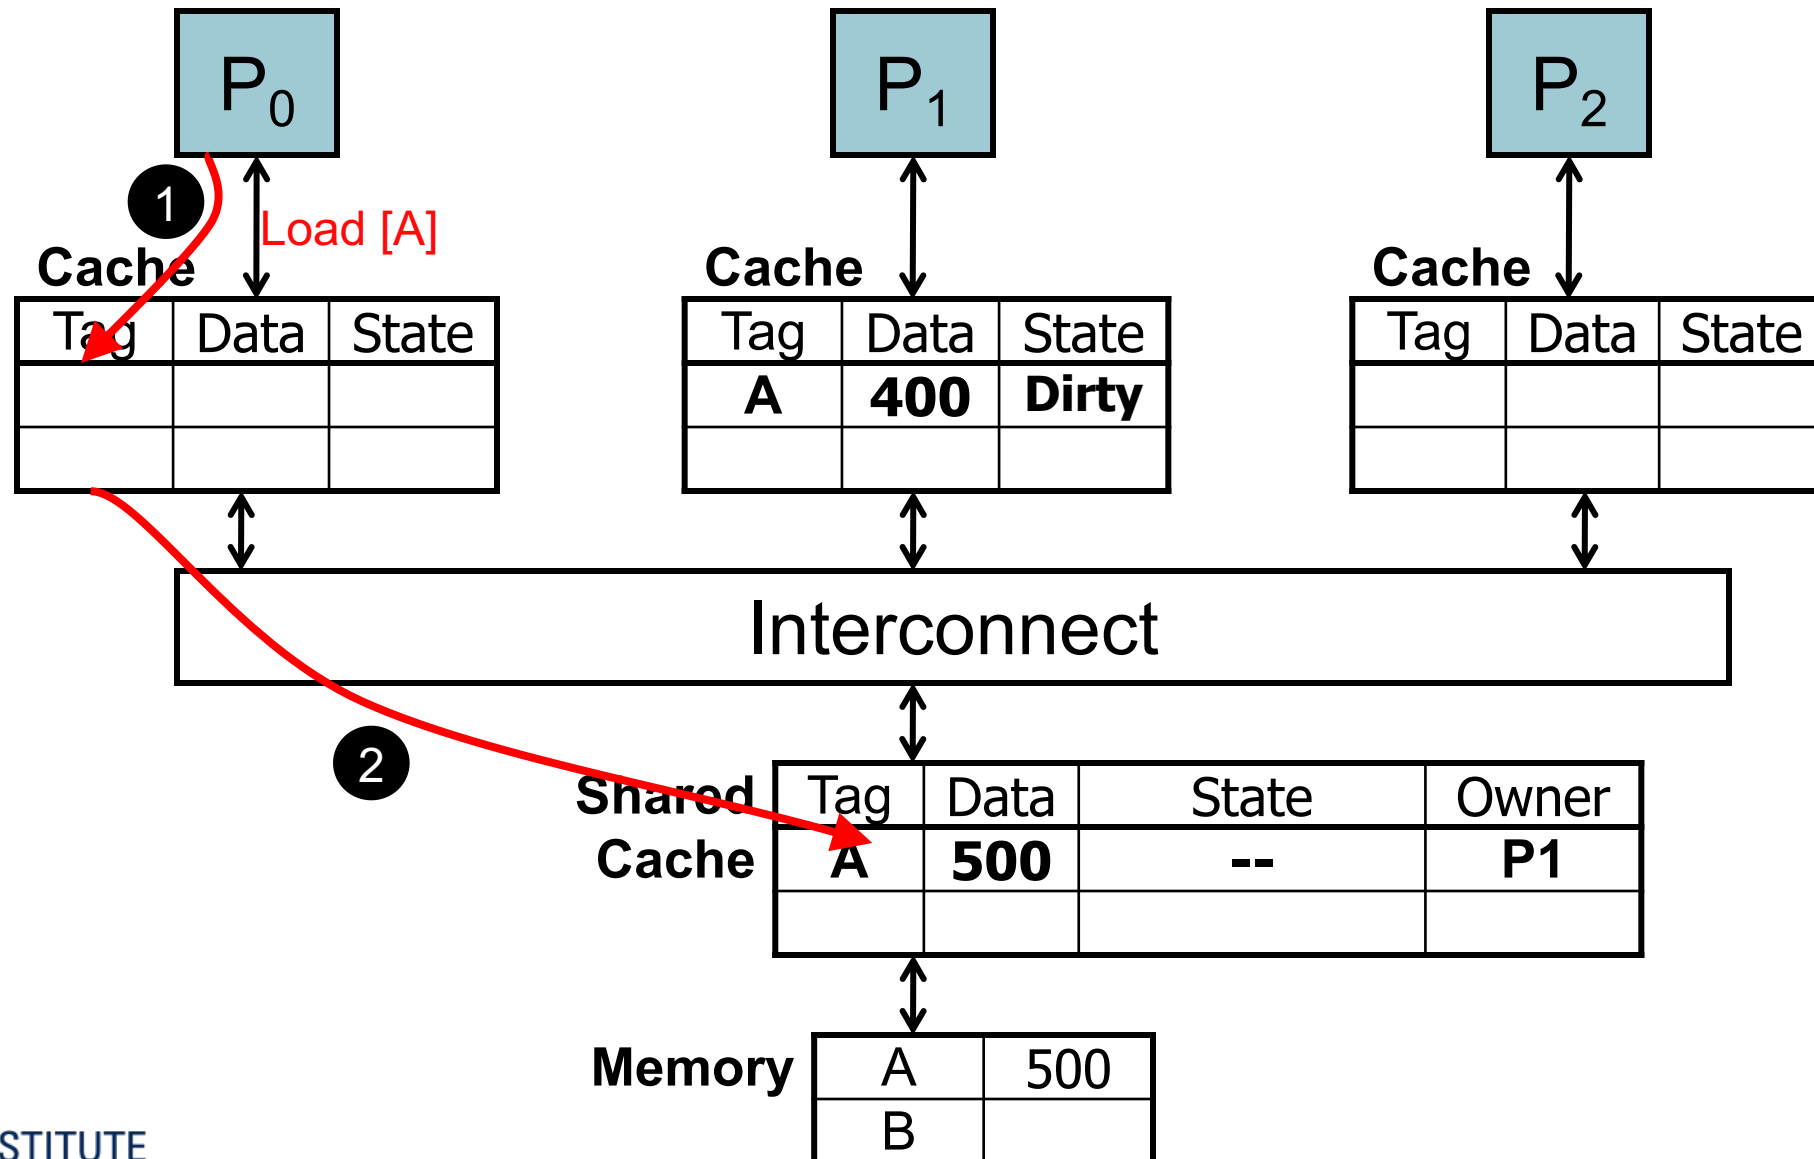 P0 P1 P2
1
Load [A]
Cache Cache Cache
Tag Data State Tag Data State Tag Data State
A 400 Dirty
Interconnect
2
Shared Cache
Tag Data State Owner
A 500 -- P1
Memory
A 500
B
STITUTE